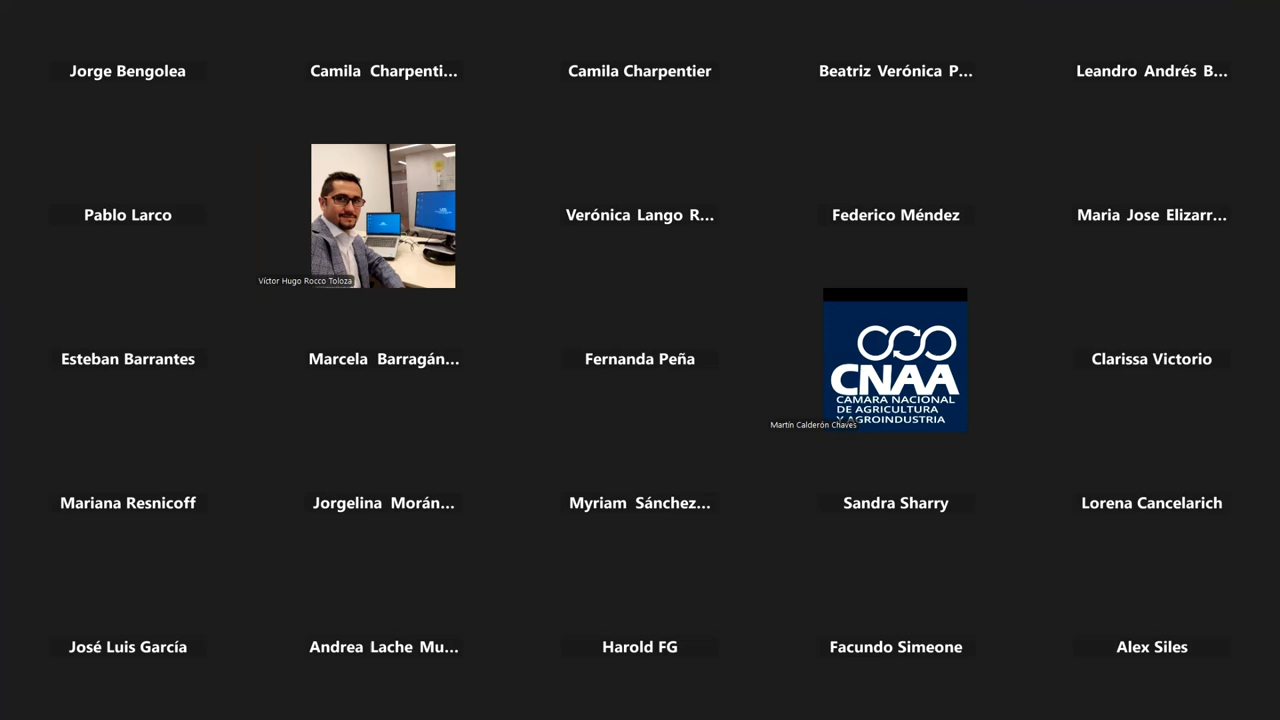 Jorge Bengolea
Camila Charpenti...
Camila Charpentier
Beatriz Verónica P...
Leandro Andrés B...
Pablo Larco
Víctor Hugo Rocco Toloza
Verónica Lango R...
Federico Méndez
Maria Jose Elizarr...
Esteban Barrantes
Marcela Barragán...
Fernanda Peña
CNAA
CAMARA NACIONAL
DE AGRICULTURA
Y AGROINDUSTRIA
Martín Calderón Chaves
Clarissa Victorio
Mariana Resnicoff
Jorgelina Morán...
Myriam Sánchez...
Sandra Sharry
Lorena Cancelarich
José Luis García
Andrea Lache Mu...
Harold FG
Facundo Simeone
Alex Siles